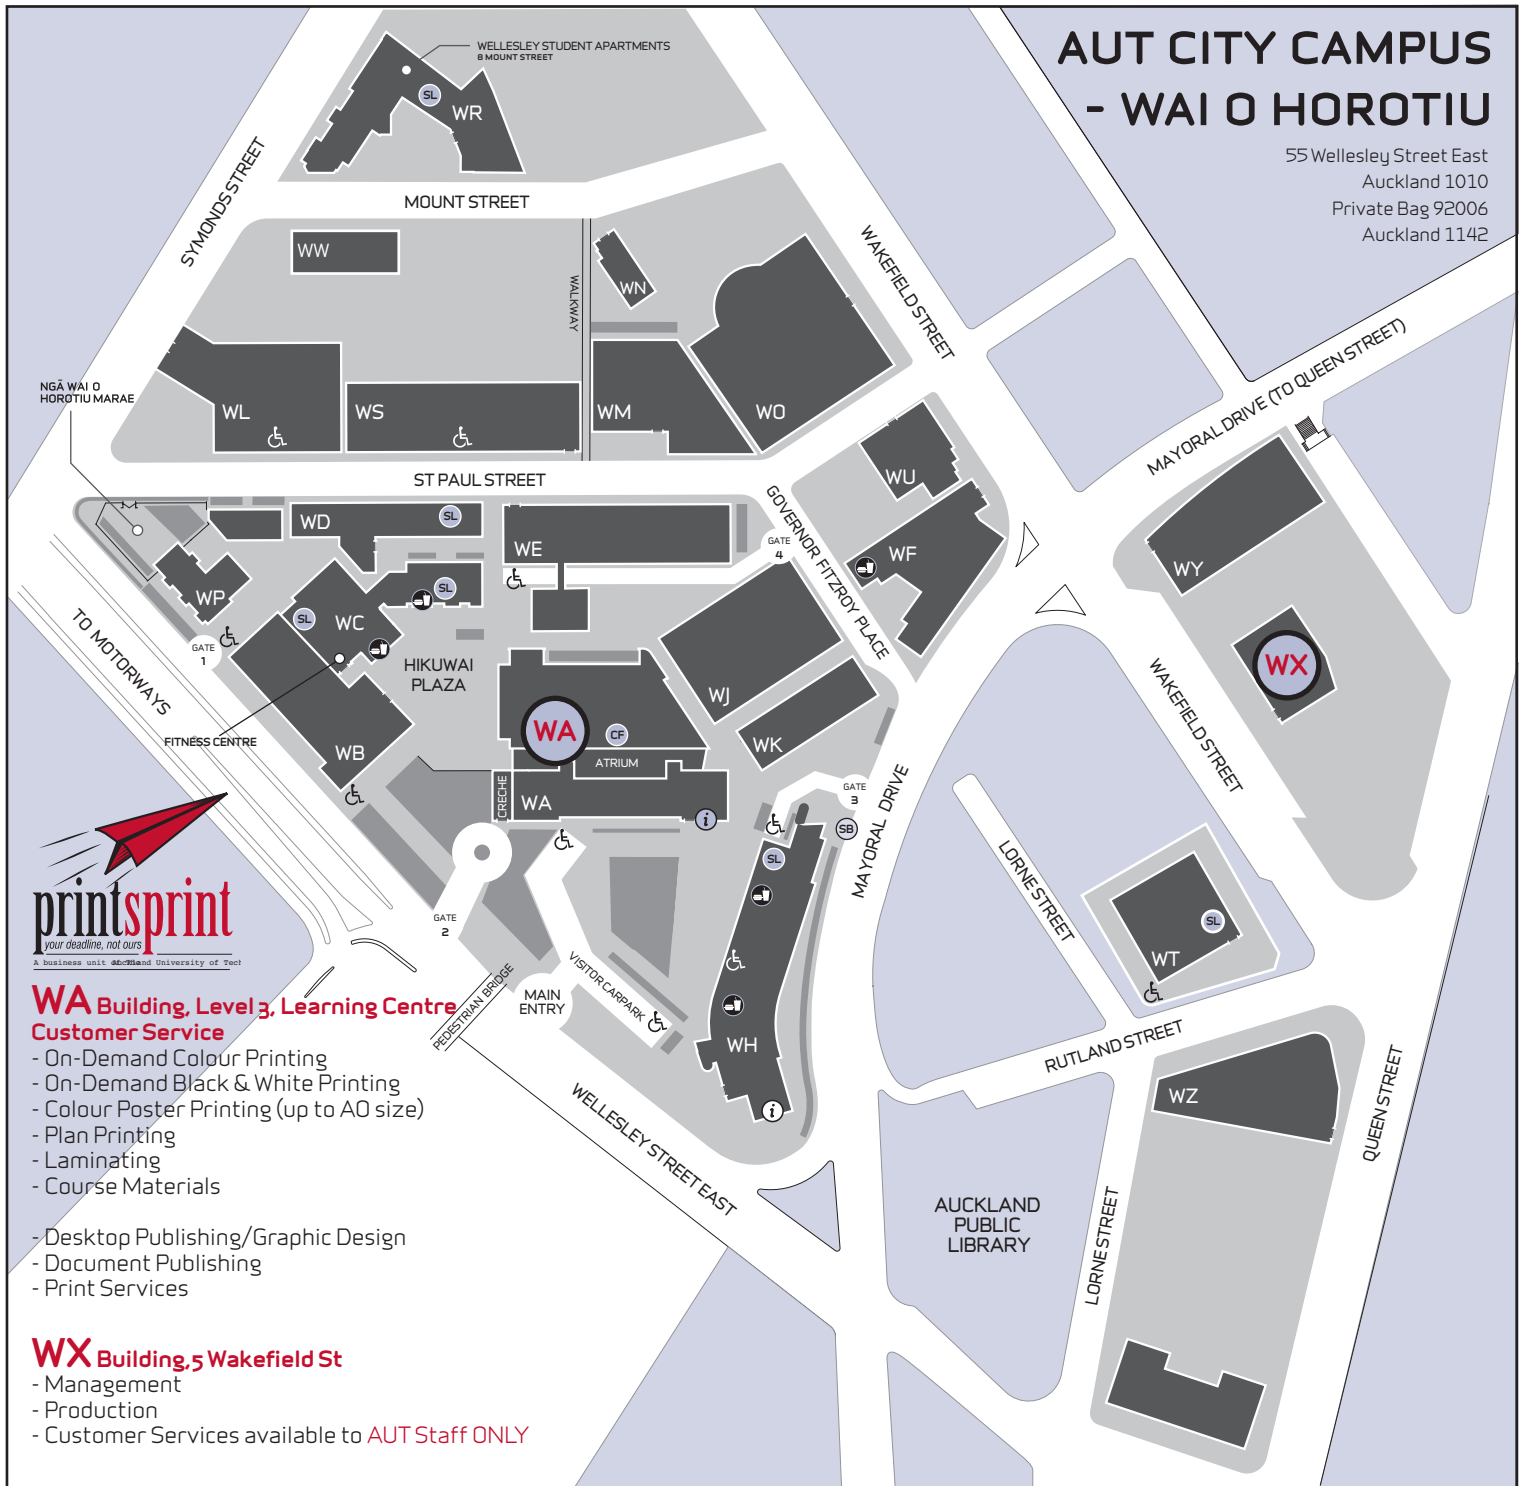 AUT CITY CAMPUS
- WAI O HOROTIU
55 Wellesley Street East
Auckland 1010
Private Bag 92006
Auckland 1142
WELLESLEY STUDENT APARTMENTS
8 MOUNT STREET
SL
WR
SYMONDS STREET
MOUNT STREET
WW
WALKWAY
WN
WAKEFIELD STREET
NGĀ WAI O
HOROTIU MARAE
WL
WS
WM
WO
MAYORAL DRIVE (TO QUEEN STREET)
ST PAUL STREET
WU
GOVERNOR FITZROY PLACE
WD
SL
WE
GATE
4
WF
WY
WP
SL
SL
WC
TO MOTORWAYS
GATE
1
HIKUWAI
PLAZA
WJ
WX
WAKEFIELD STREET
FITNESS CENTRE
WB
WA
CF
ATRIUM
WK
CRECHE
WA
i
GATE
3
SB
MAYORAL DRIVE
SL
LORNE STREET
SL
WT
GATE
2
VISITOR CARPARK
PEDESTRIAN BRIDGE
MAIN
ENTRY
WH
i
RUTLAND STREET
WZ
QUEEN STREET
WELLESLEY STREET EAST
AUCKLAND
PUBLIC
LIBRARY
LORNE STREET
printsprint
your deadline, not ours
A business unit of The Auckland University of Tech
WA Building, Level 3, Learning Centre
Customer Service
- On-Demand Colour Printing
- On-Demand Black & White Printing
- Colour Poster Printing (up to A0 size)
- Plan Printing
- Laminating
- Course Materials
- Desktop Publishing/Graphic Design
- Document Publishing
- Print Services
WX Building,5 Wakefield St
- Management
- Production
- Customer Services available to AUT Staff ONLY